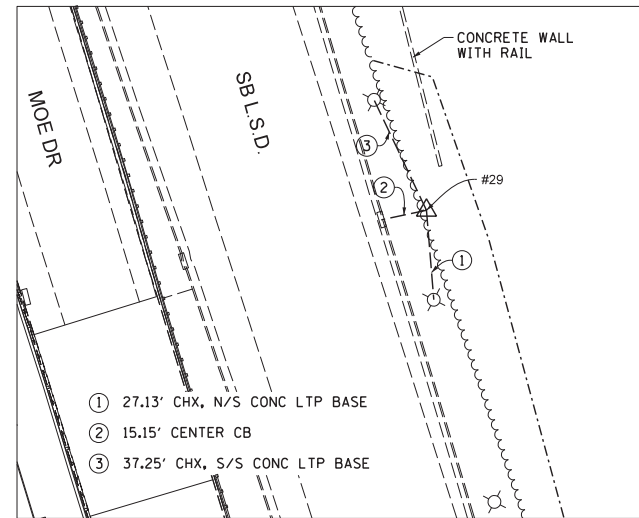 CONCRETE WALL
WITH RAIL
SB L.S.D.
MOE DR
3
#29
2
1
1 27.13' CHX, N/S CONC LTP BASE
2 15.15' CENTER CB
3 37.25' CHX, S/S CONC LTP BASE